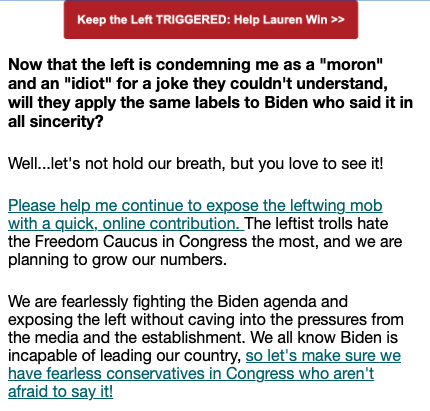 Keep the Left TRIGGERED: Help Lauren Win >>
Now that the left is condemning me as a "moron"
and an "idiot" for a joke they couldn't understand,
will they apply the same labels to Biden who said it in
all sincerity?
Well...let's not hold our breath, but you love to see it!
Please help me continue to expose the leftwing mob
with a quick, online contribution. The leftist trolls hate
the Freedom Caucus in Congress the most, and we are
planning to grow our numbers.
We are fearlessly fighting the Biden agenda and
exposing the left without caving into the pressures from
the media and the establishment. We all know Biden is
incapable of leading our country, so let's make sure we
have fearless conservatives in Congress who aren't
afraid to say it!